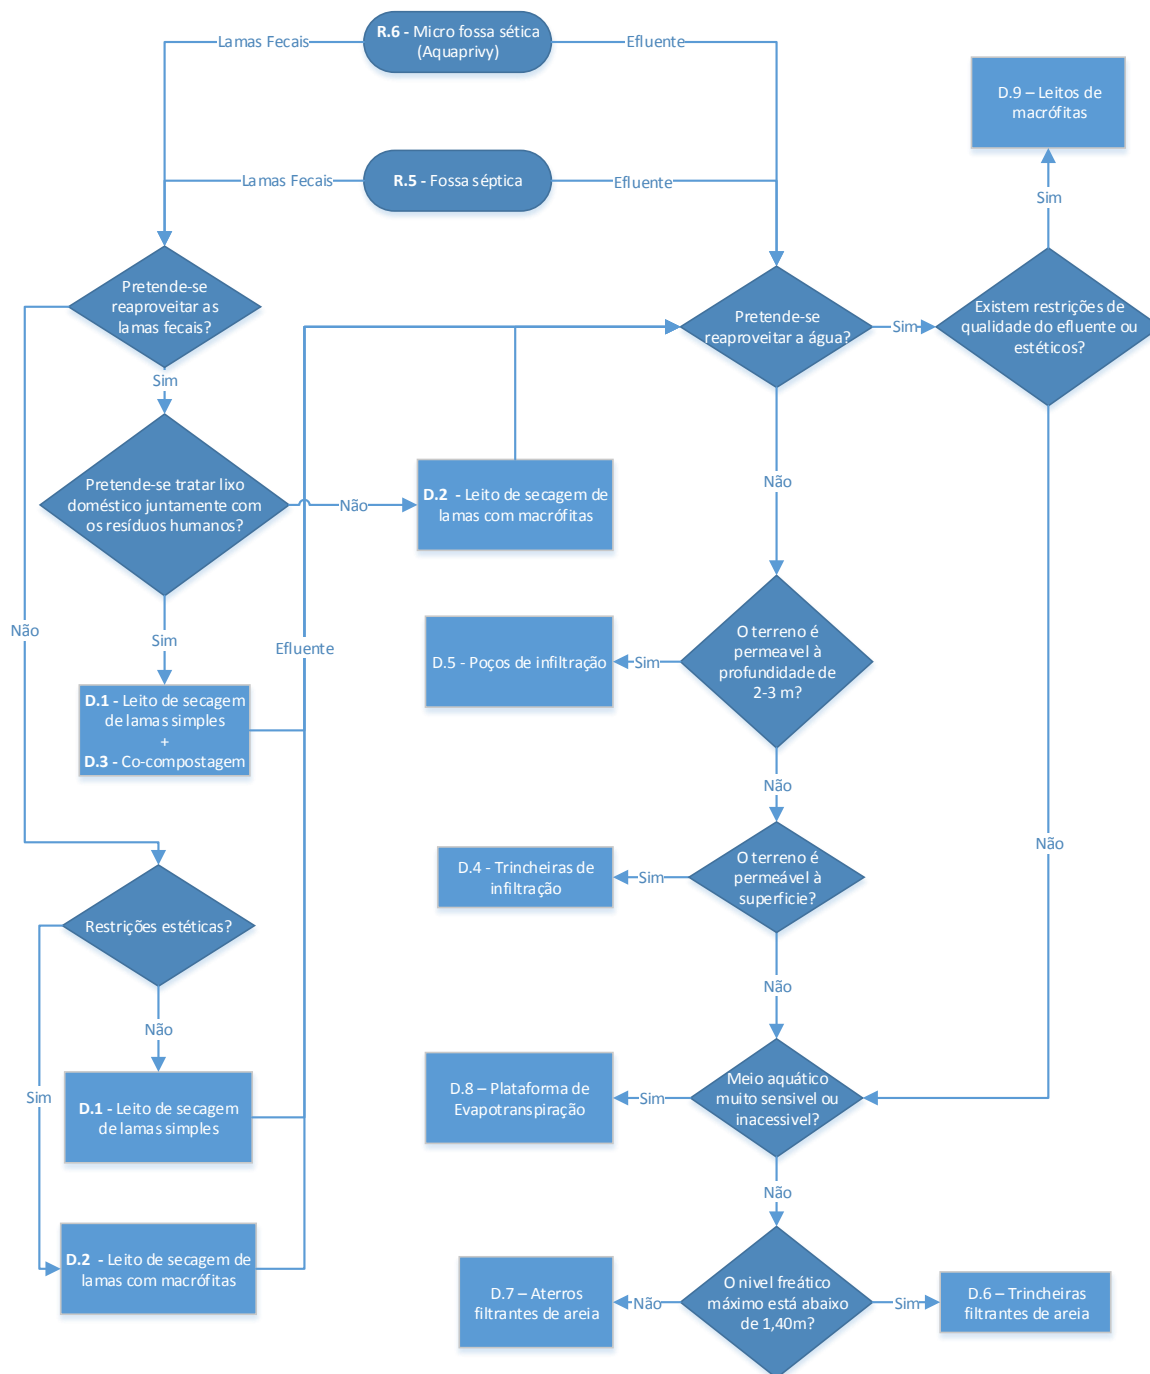 Lamas Fecais
R.6 - Micro fossa sética
(Aquaprivy)
Efluente
D.9 – Leitos de
macrófitas
Lamas Fecais
R.5 - Fossa séptica
Efluente
Sim
Pretende-se
reaproveitar as
lamas fecais?
Pretende-se
reaproveitar a água?
Sim
Existem restrições de
qualidade do efluente ou
estéticos?
Sim
Pretende-se tratar lixo
doméstico juntamente com
os resíduos humanos?
Não
D.2 - Leito de secagem de
lamas com macrófitas
Não
Não
Sim
Efluente
D.5 - Poços de infiltração
Sim
O terreno é
permeavel à
profundidade de
2-3 m?
D.1 - Leito de secagem
de lamas simples
+
D.3 - Co-compostagem
Não
Não
D.4 - Trincheiras de
infiltração
Sim
O terreno é
permeável à
superficie?
Restrições estéticas?
Não
Não
Sim
D.1 - Leito de secagem
de lamas simples
D.8 – Plataforma de
Evapotranspiração
Sim
Meio aquático
muito sensivel ou
inacessivel?
Não
D.2 - Leito de secagem de
lamas com macrófitas
D.7 – Aterros
filtrantes de areia
Não
O nivel freático
máximo está abaixo
de 1,40m?
Sim
D.6 – Trincheiras
filtrantes de areia